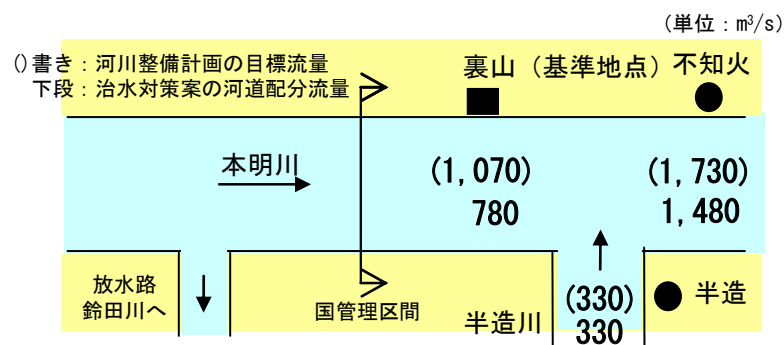 (単位：m³/s)
()書き：河川整備計画の目標流量
下段：治水対策案の河道配分流量
裏山（基準地点）
不知火
本明川
(1,070)
780
(1,730)
1,480
放水路
鈴田川へ
国管理区間
半造川
(330)
330
半造